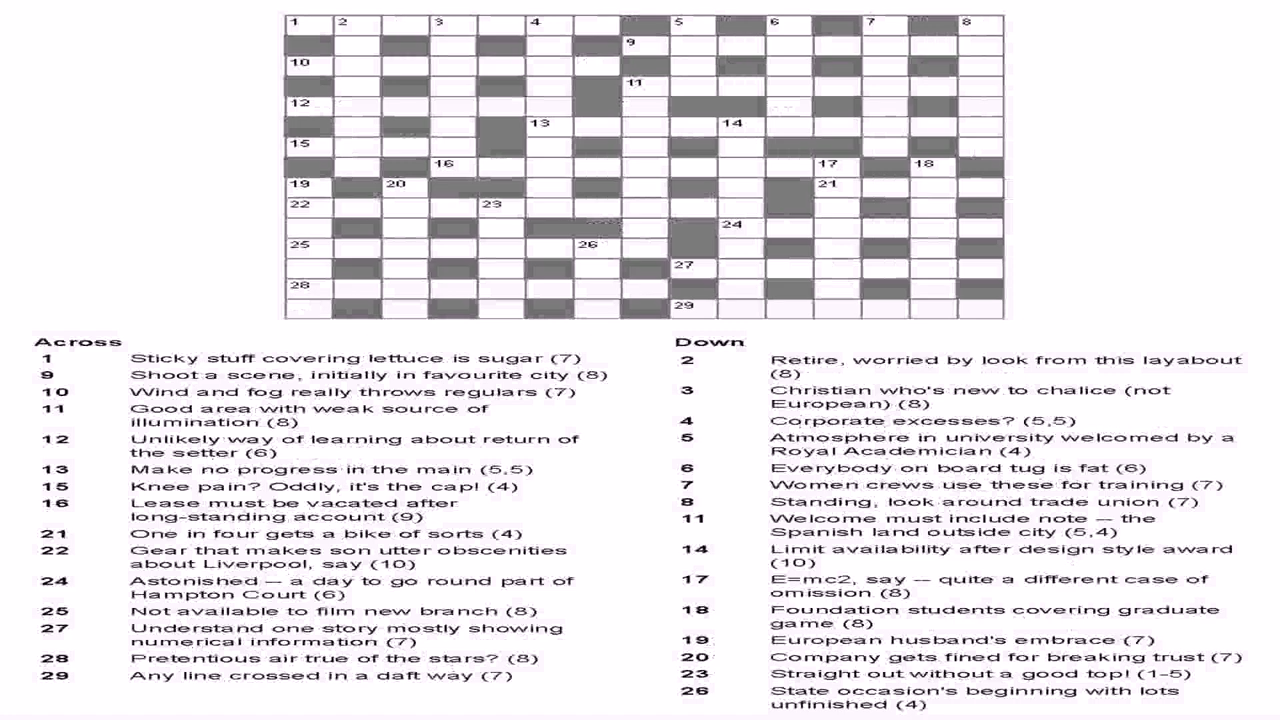 1 2 3 4 5 6 7 8
9
10
11
12
13 14
15
16 17 18
19 20 21
22 23
24
25 26
27
28
29
Across
1 Sticky stuff covering lettuce is sugar (7)
9 Shoot a scene, initially in favourite city (8)
10 Wind and fog really throws regulars (7)
11 Good area with weak source of
illumination (8)
12 Unlikely way of learning about return of
the setter (6)
13 Make no progress in the main (5,5)
15 Knee pain? Oddly, it's the cap! (4)
16 Lease must be vacated after
long-standing account (9)
21 One in four gets a bike of sorts (4)
22 Gear that makes son utter obscenities
about Liverpool, say (10)
24 Astonished -- a day to go round part of
Hampton Court (6)
25 Not available to film new branch (8)
27 Understand one story mostly showing
numerical information (7)
28 Pretentious air true of the stars? (8)
29 Any line crossed in a daft way (7)
Down
2 Retire, worried by look from this layabout
(8)
3 Christian who's new to chalice (not
European) (8)
4 Corporate excesses? (5,5)
5 Atmosphere in university welcomed by a
Royal Academician (4)
6 Everybody on board tug is fat (6)
7 Women crews use these for training (7)
8 Standing, look around trade union (7)
11 Welcome must include note -- the
Spanish land outside city (5,4)
14 Limit availability after design style award
(10)
17 E=mc2, say -- quite a different case of
omission (8)
18 Foundation students covering graduate
game (8)
19 European husband's embrace (7)
20 Company gets fined for breaking trust (7)
23 Straight out without a good top! (1-5)
26 State occasion's beginning with lots
unfinished (4)